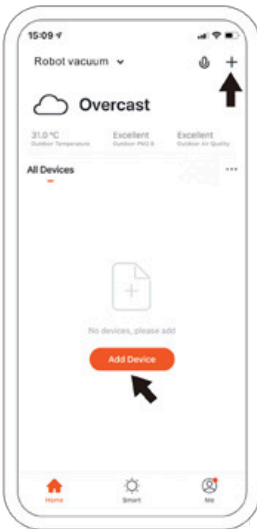 15:09
Robot vacuum
Overcast
31.0 °C Excellent Excellent
Outdoor Temperature Outdoor PM2.5 Outdoor Air Quality
All Devices
No devices, please add
Add Device
Home Smart Me